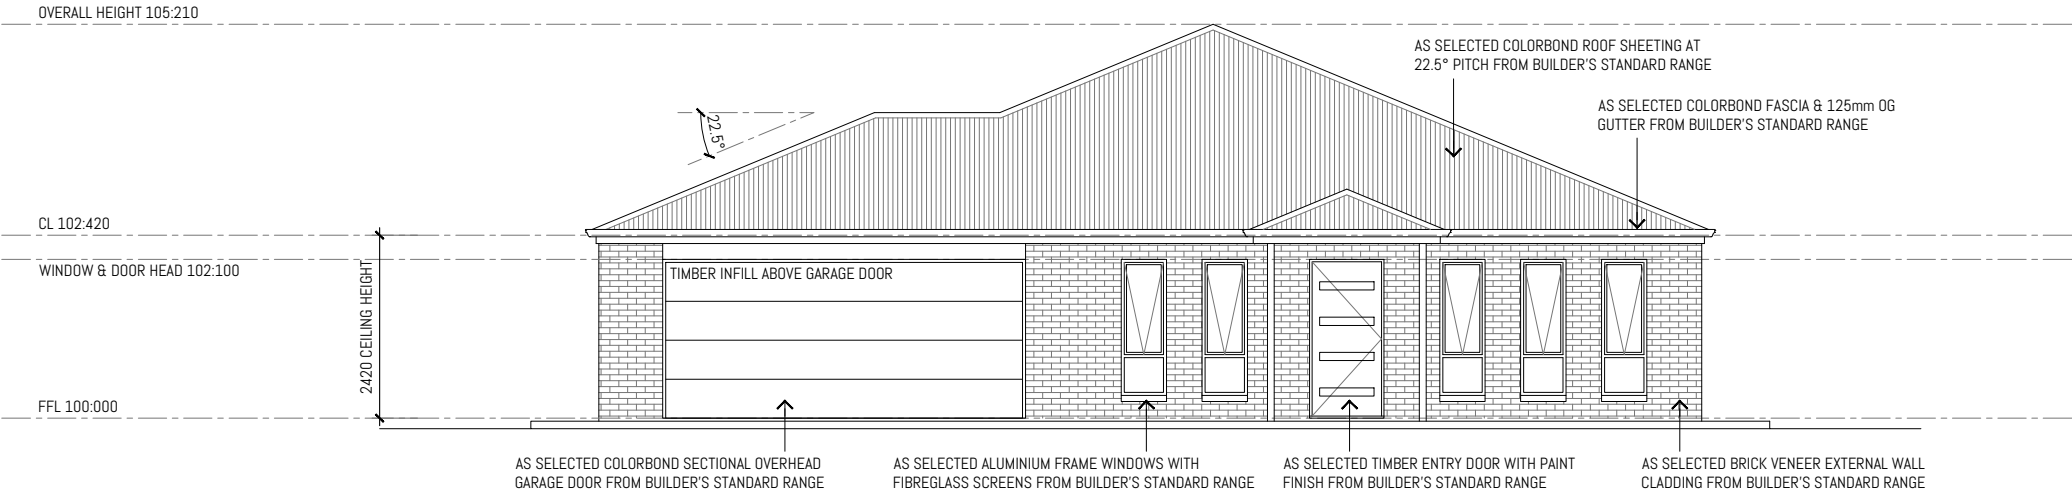 OVERALL HEIGHT 105:210
AS SELECTED COLORBOND ROOF SHEETING AT
22.5° PITCH FROM BUILDER'S STANDARD RANGE
AS SELECTED COLORBOND FASCIA & 125mm OG
GUTTER FROM BUILDER'S STANDARD RANGE
22.5°
CL 102:420
WINDOW & DOOR HEAD 102:100
2420 CEILING HEIGHT
TIMBER INFILL ABOVE GARAGE DOOR
FFL 100:000
AS SELECTED COLORBOND SECTIONAL OVERHEAD
GARAGE DOOR FROM BUILDER'S STANDARD RANGE
AS SELECTED ALUMINIUM FRAME WINDOWS WITH
FIBREGLASS SCREENS FROM BUILDER'S STANDARD RANGE
AS SELECTED TIMBER ENTRY DOOR WITH PAINT
FINISH FROM BUILDER'S STANDARD RANGE
AS SELECTED BRICK VENEER EXTERNAL WALL
CLADDING FROM BUILDER'S STANDARD RANGE